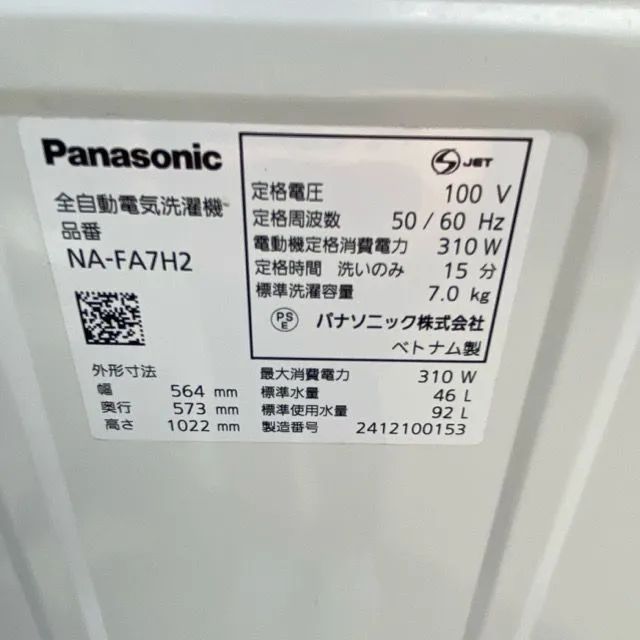 Panasonic
全自動電気洗濯機
品番
NA-FA7H2
外形寸法
幅 564 mm
奥行 573 mm
高さ 1022 mm
S JET
定格電圧 100 V
定格周波数 50 / 60 Hz
電動機定格消費電力 310 W
定格時間 洗いのみ 15 分
標準洗濯容量 7.0 kg
PS E パナソニック株式会社
ベトナム製
最大消費電力 310 W
標準水量 46 L
標準使用水量 92 L
製造番号 2412100153